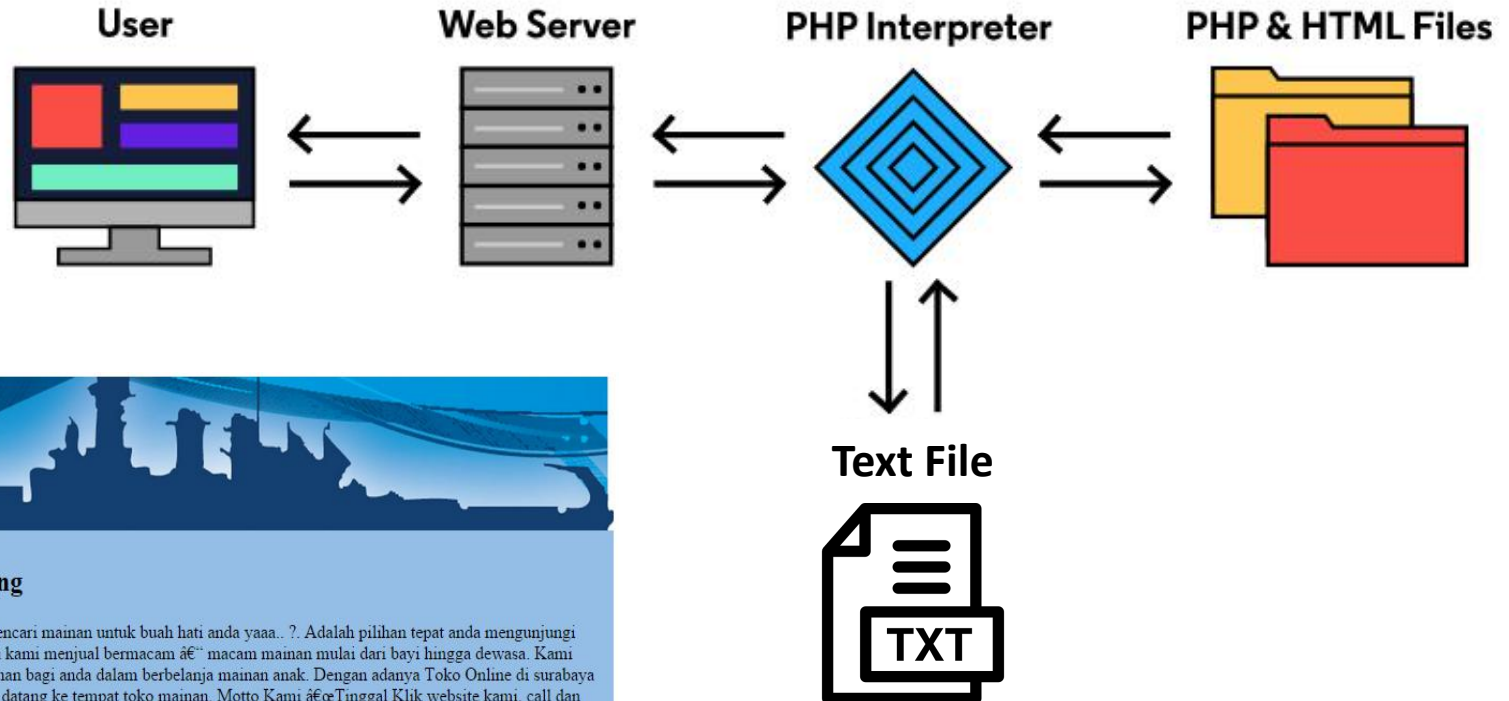 User
Web Server
PHP Interpreter
PHP & HTML Files
Text File
TXT
ng
encari mainan untuk buah hati anda yaaa.. ?. Adalah pilihan tepat anda mengunjungi
kami menjual bermacam â€“ macam mainan mulai dari bayi hingga dewasa. Kami
nan bagi anda dalam berbelanja mainan anak. Dengan adanya Toko Online di surabaya
datang ke tempat toko mainan. Motto Kami â€œTinggal Klik website kami, call dan